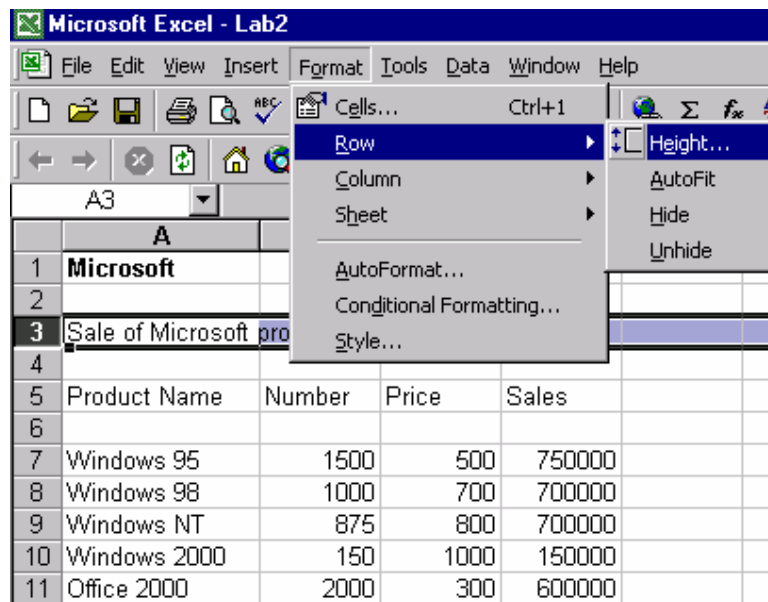 Microsoft Excel - Lab2
File Edit View Insert Format Tools Data Window Help
ABC Cells... Ctrl+1 Σ fx
Row Height...
Column AutoFit
Sheet Hide
Unhide
AutoFormat...
Conditional Formatting...
Style...
A3
A
1 Microsoft
2
3 Sale of Microsoft pro
4
5 Product Name Number Price Sales
6
7 Windows 95 1500 500 750000
8 Windows 98 1000 700 700000
9 Windows NT 875 800 700000
10 Windows 2000 150 1000 150000
11 Office 2000 2000 300 600000